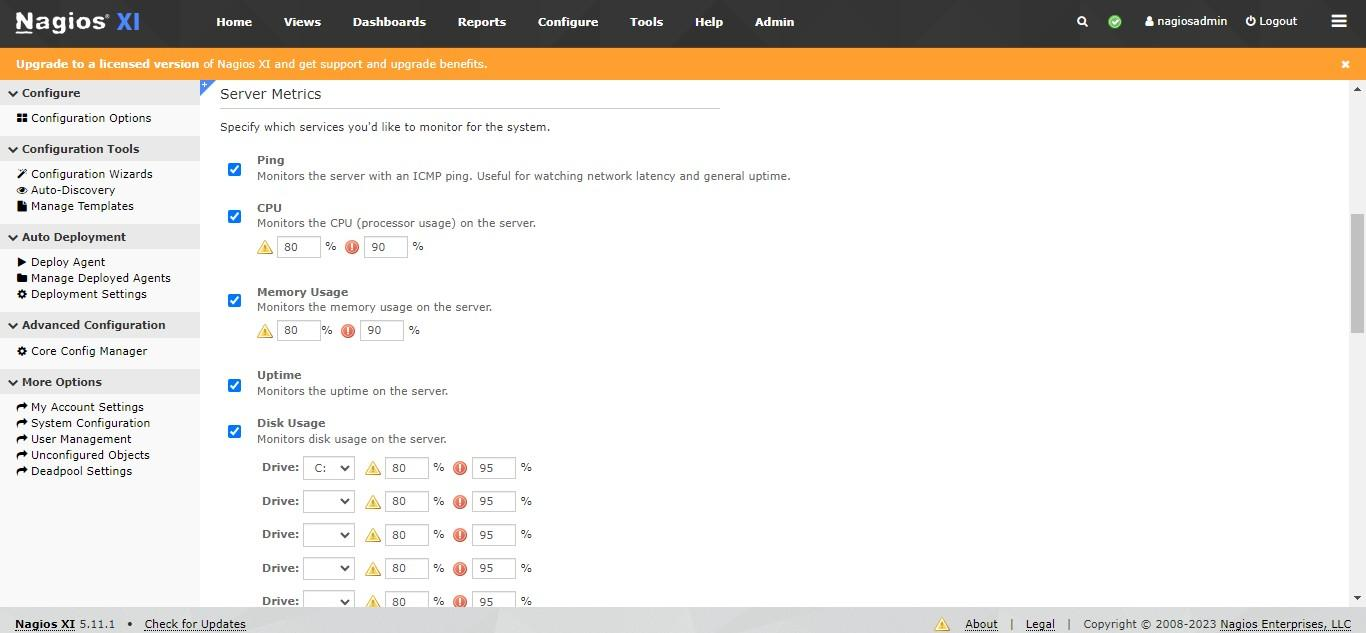 Nagios XI
Home Views Dashboards Reports Configure Tools Help Admin
nagiosadmin Logout
Upgrade to a licensed version of Nagios XI and get support and upgrade benefits.
Configure
Configuration Options
Configuration Tools
Configuration Wizards
Auto-Discovery
Manage Templates
Auto Deployment
Deploy Agent
Manage Deployed Agents
Deployment Settings
Advanced Configuration
Core Config Manager
More Options
My Account Settings
System Configuration
User Management
Unconfigured Objects
Deadpool Settings
Server Metrics
Specify which services you'd like to monitor for the system.
Ping
Monitors the server with an ICMP ping. Useful for watching network latency and general uptime.
CPU
Monitors the CPU (processor usage) on the server.
80 % 90 %
Memory Usage
Monitors the memory usage on the server.
80 % 90 %
Uptime
Monitors the uptime on the server.
Disk Usage
Monitors disk usage on the server.
Drive: C: 80 % 95 %
Drive: 80 % 95 %
Drive: 80 % 95 %
Drive: 80 % 95 %
Drive: 80 % 95 %
Nagios XI 5.11.1 • Check for Updates
About | Legal | Copyright © 2008-2023 Nagios Enterprises, LLC